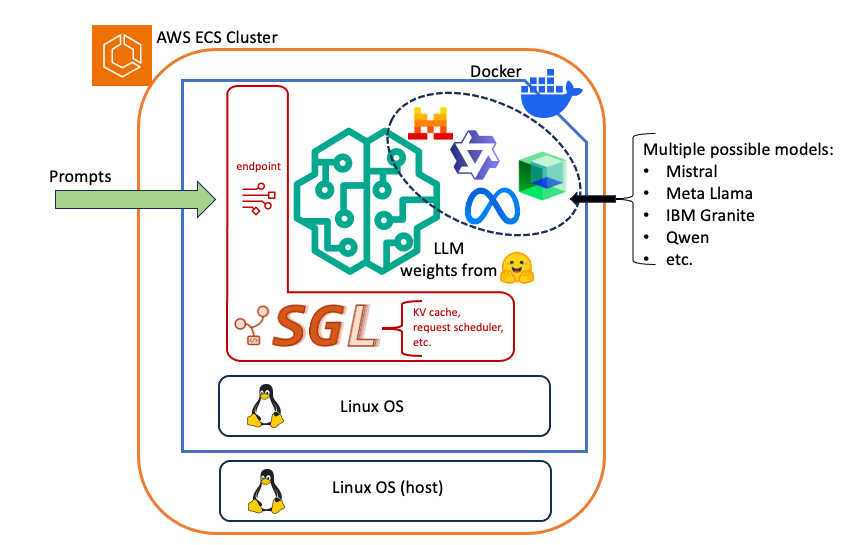 AWS ECS Cluster
Docker
endpoint
Prompts
Multiple possible models:
• Mistral
• Meta Llama
• IBM Granite
• Qwen
• etc.
LLM
weights from
SGL
KV cache,
request scheduler,
etc.
Linux OS
Linux OS (host)